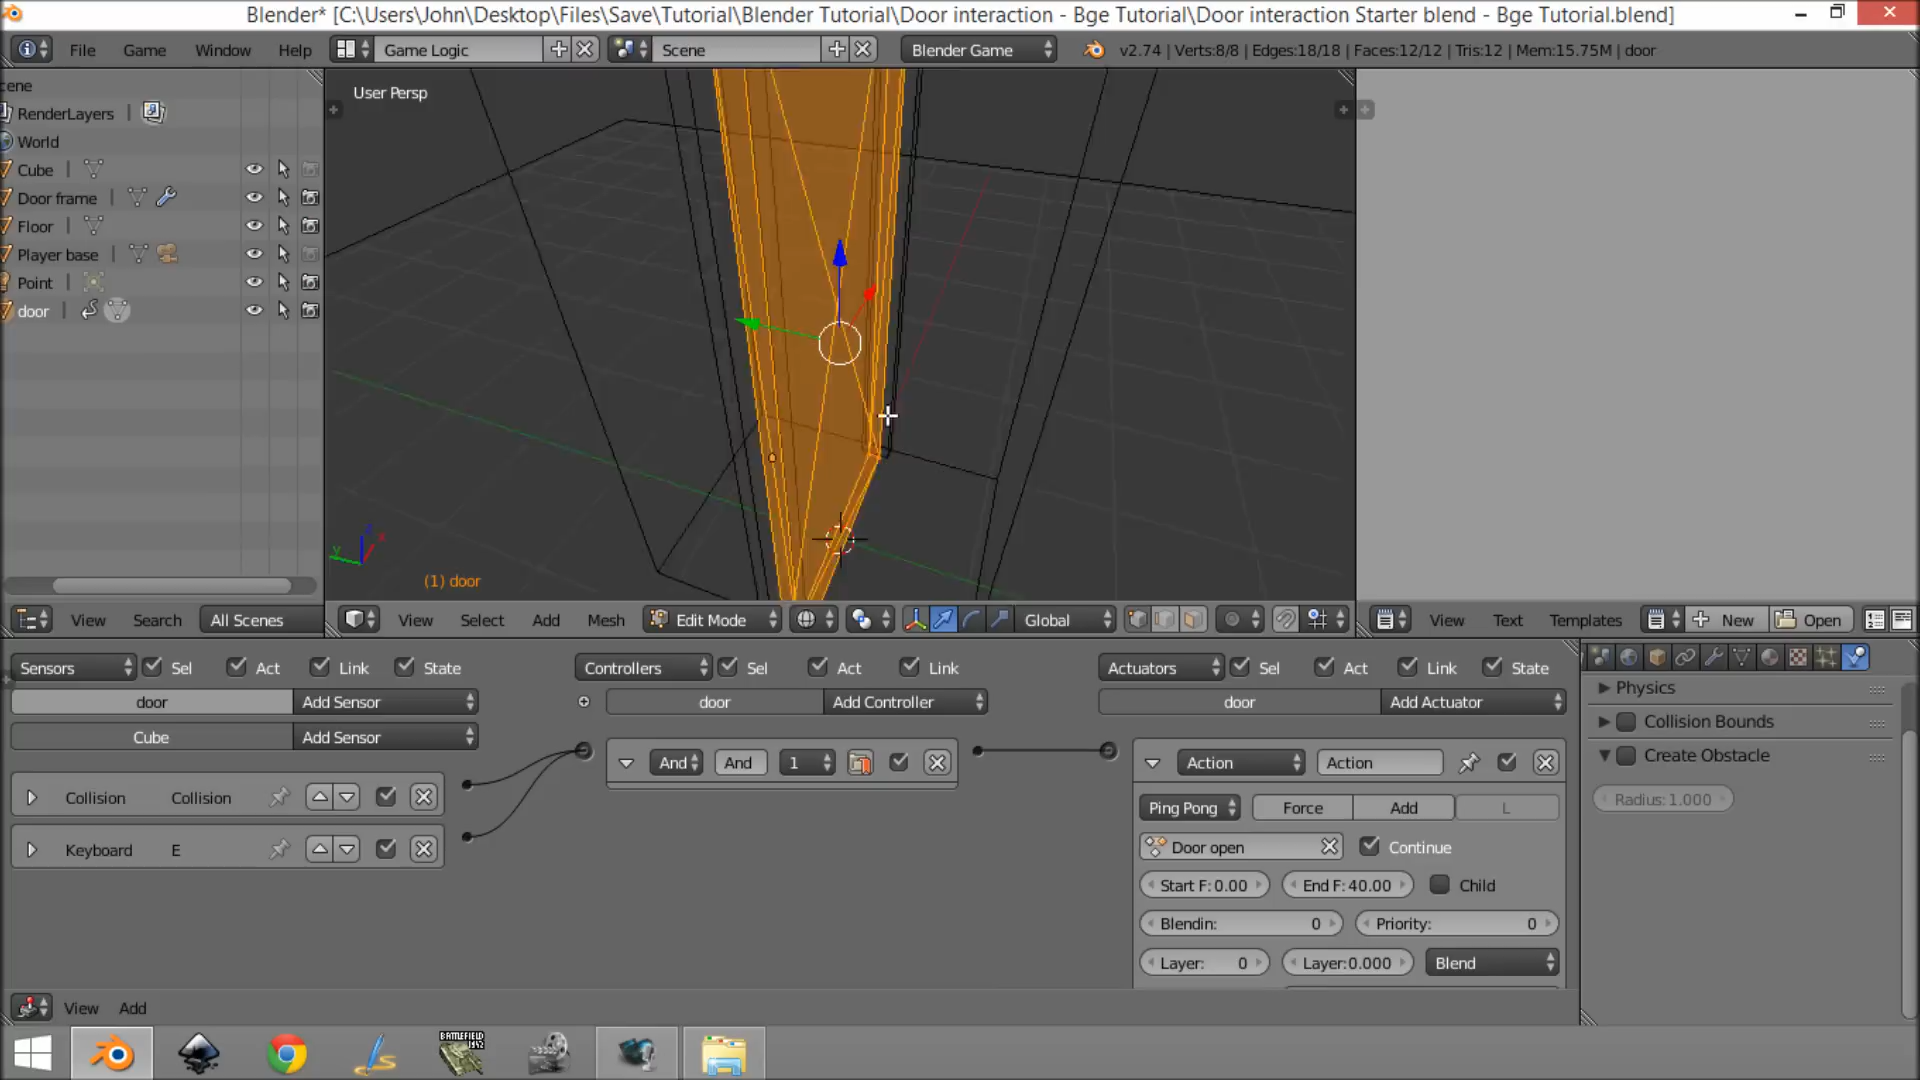 Blender* [C:\Users\John\Desktop\Files\Save\Tutorial\Blender Tutorial\Door interaction - Bge Tutorial\Door interaction Starter blend - Bge Tutorial.blend]
File Game Window Help Game Logic Scene Blender Game v2.74 | Verts:8/8 | Edges:18/18 | Faces:12/12 | Tris:12 | Mem:15.75M | door
cene
RenderLayers
World
Cube
Door frame
Floor
Player base
Point
door
User Persp
(1) door
View Search All Scenes
View Select Add Mesh Edit Mode Global
View Text Templates New Open
Sensors Sel Act Link State
door Add Sensor
Cube Add Sensor
Collision Collision
Keyboard E
Controllers Sel Act Link
door Add Controller
And And 1
Actuators Sel Act Link State
door Add Actuator
Action Action
Ping Pong Force Add L
Door open Continue
Start F: 0.00 End F: 40.00 Child
Blendin: 0 Priority: 0
Layer: 0 Layer: 0.000 Blend
Physics
Collision Bounds
Create Obstacle
Radius: 1.000
View Add
BATTLEFIELD
1942